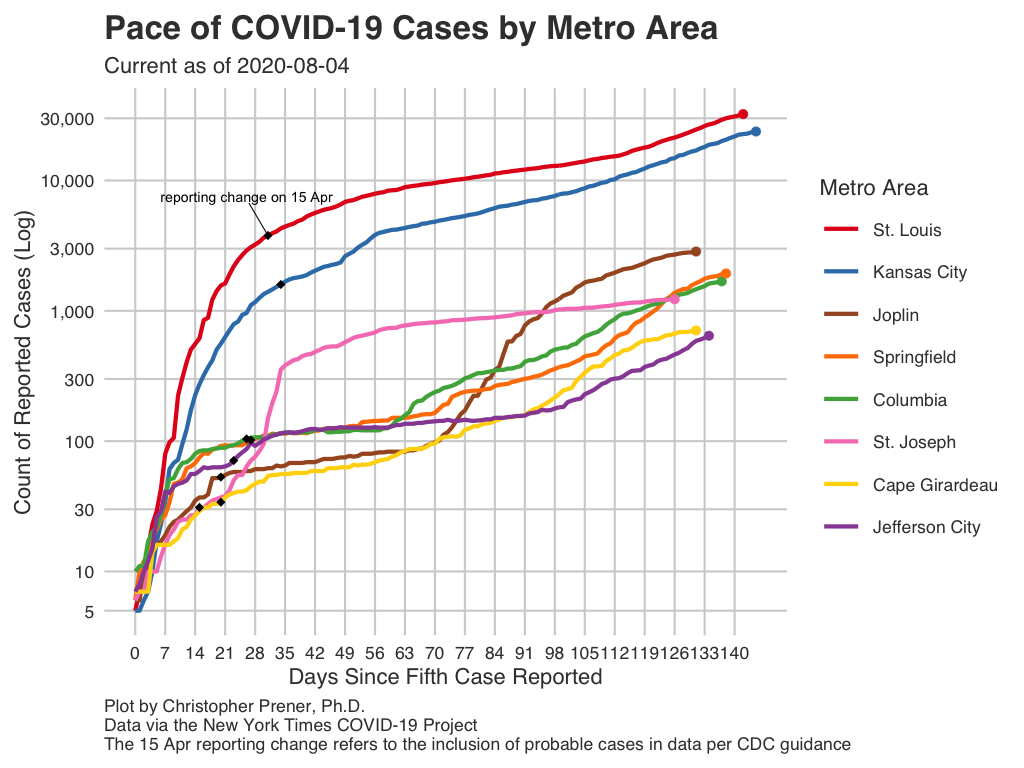 Pace of COVID-19 Cases by Metro Area
Current as of 2020-08-04
Count of Reported Cases (Log)
30,000
10,000
3,000
1,000
300
100
30
10
5
reporting change on 15 Apr
0 7 14 21 28 35 42 49 56 63 70 77 84 91 98 105 112 119 126 133 140
Days Since Fifth Case Reported
Metro Area
St. Louis
Kansas City
Joplin
Springfield
Columbia
St. Joseph
Cape Girardeau
Jefferson City
Plot by Christopher Prener, Ph.D.
Data via the New York Times COVID-19 Project
The 15 Apr reporting change refers to the inclusion of probable cases in data per CDC guidance